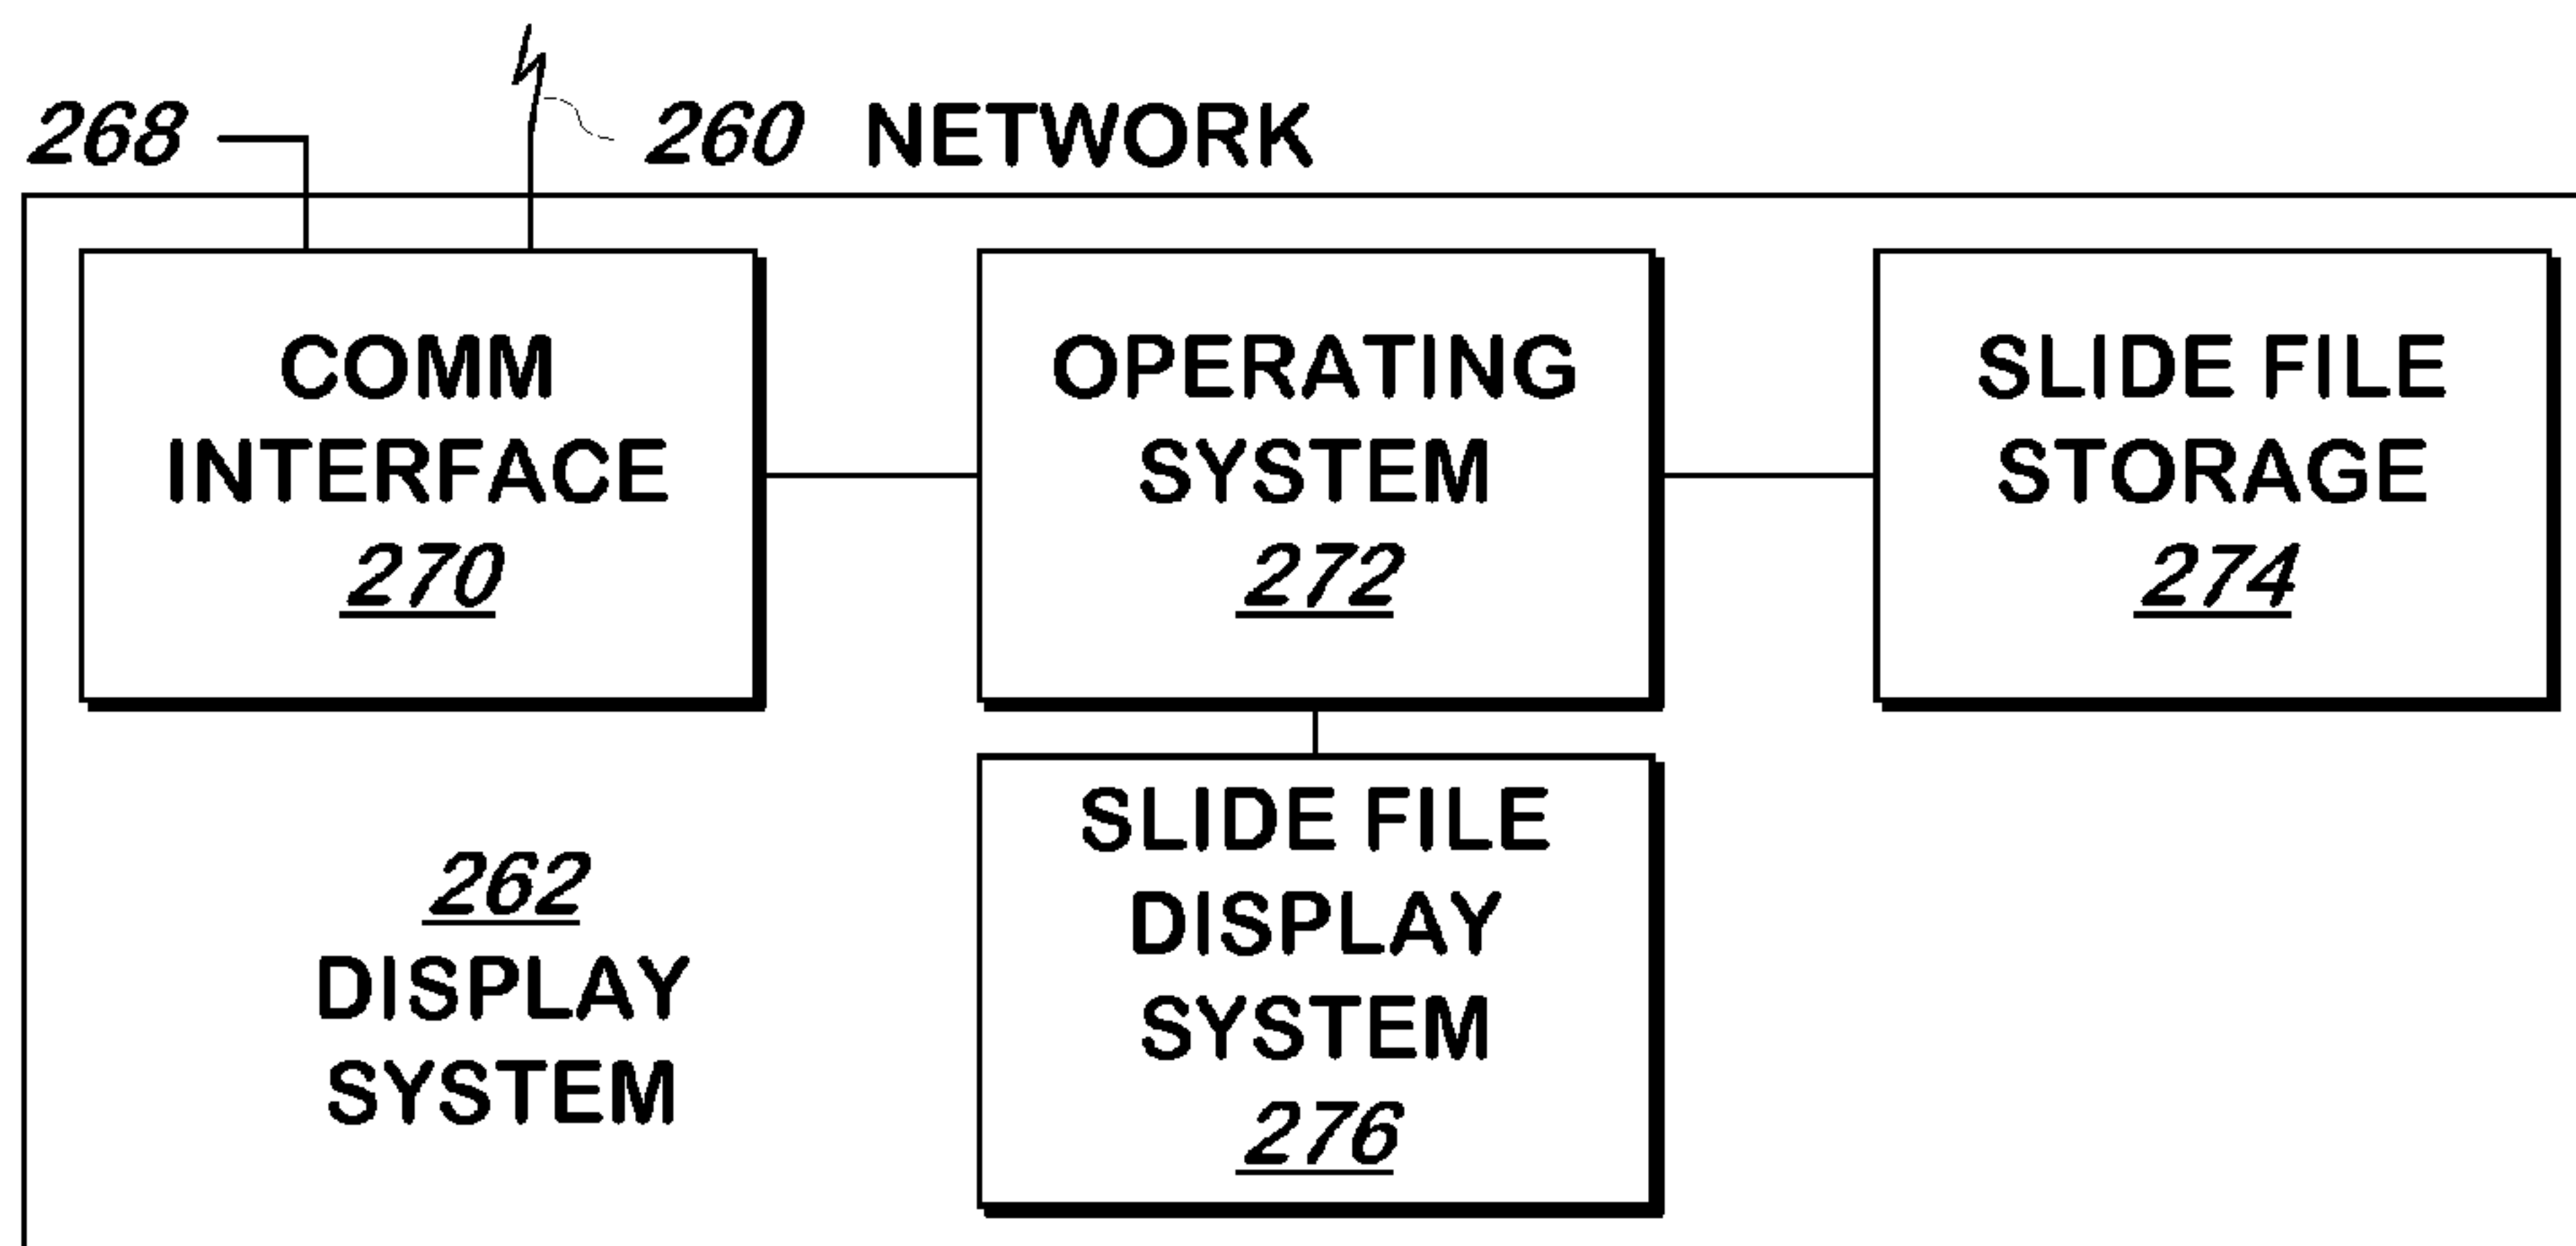 268
260 NETWORK
COMM
INTERFACE
270
OPERATING
SYSTEM
272
SLIDE FILE
STORAGE
274
262
DISPLAY
SYSTEM
SLIDE FILE
DISPLAY
SYSTEM
276